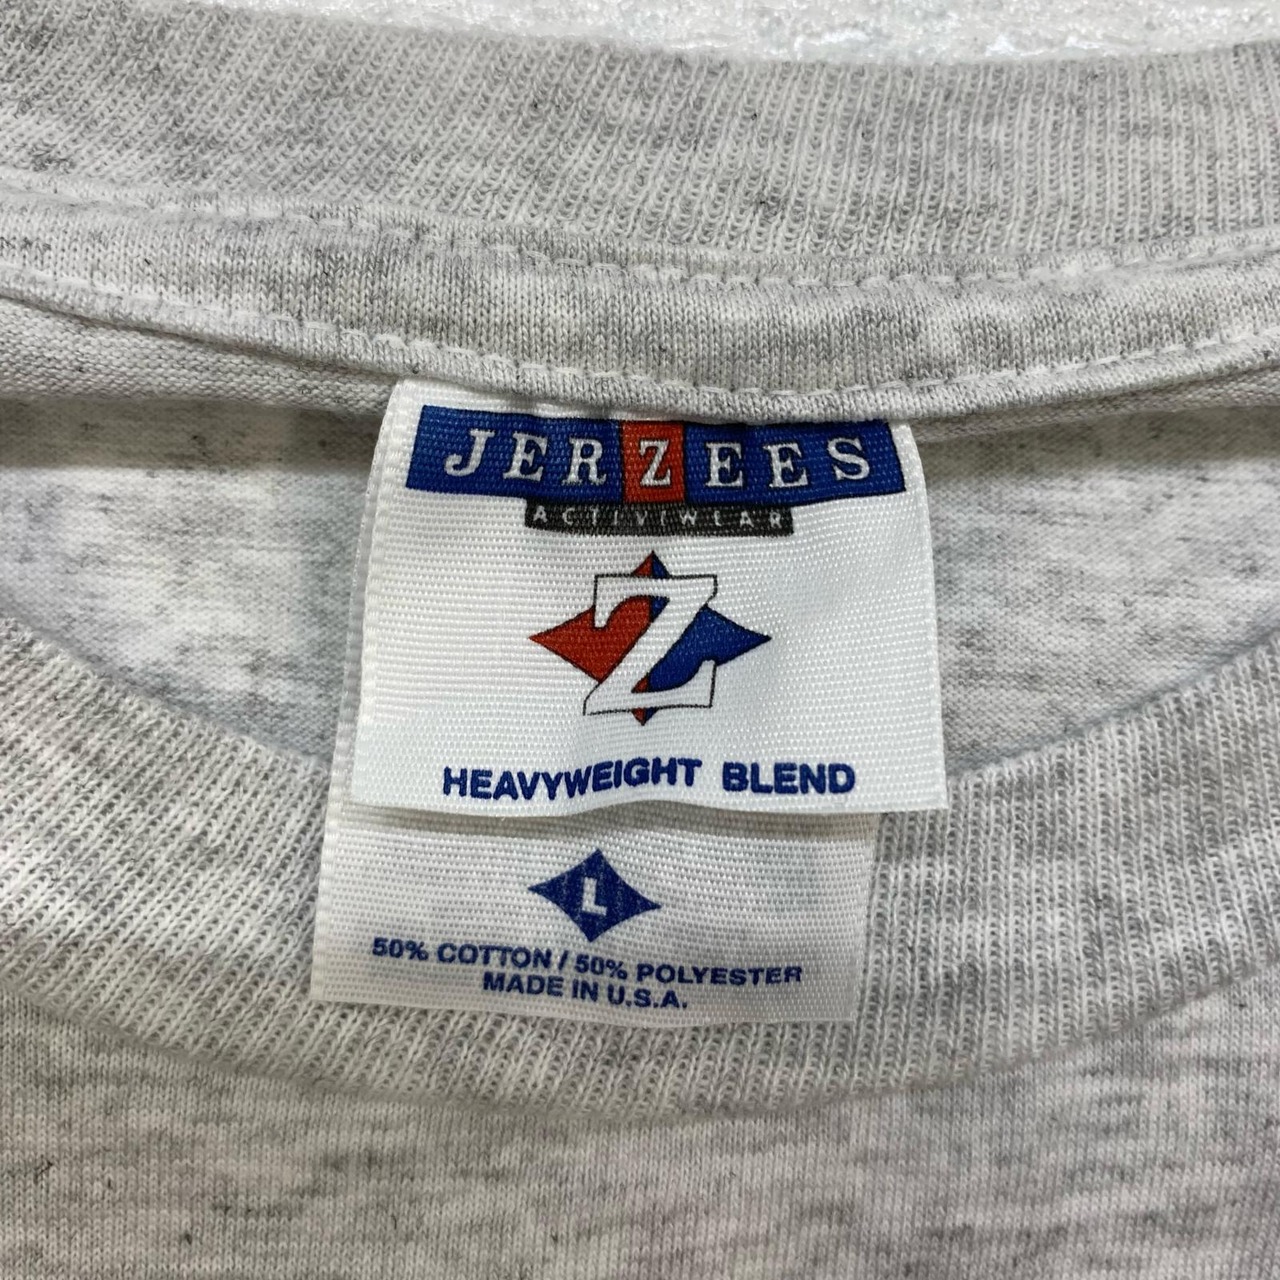 JERZEES
ACTIVEWEAR
Z
HEAVYWEIGHT BLEND
L
50% COTTON / 50% POLYESTER
MADE IN U.S.A.